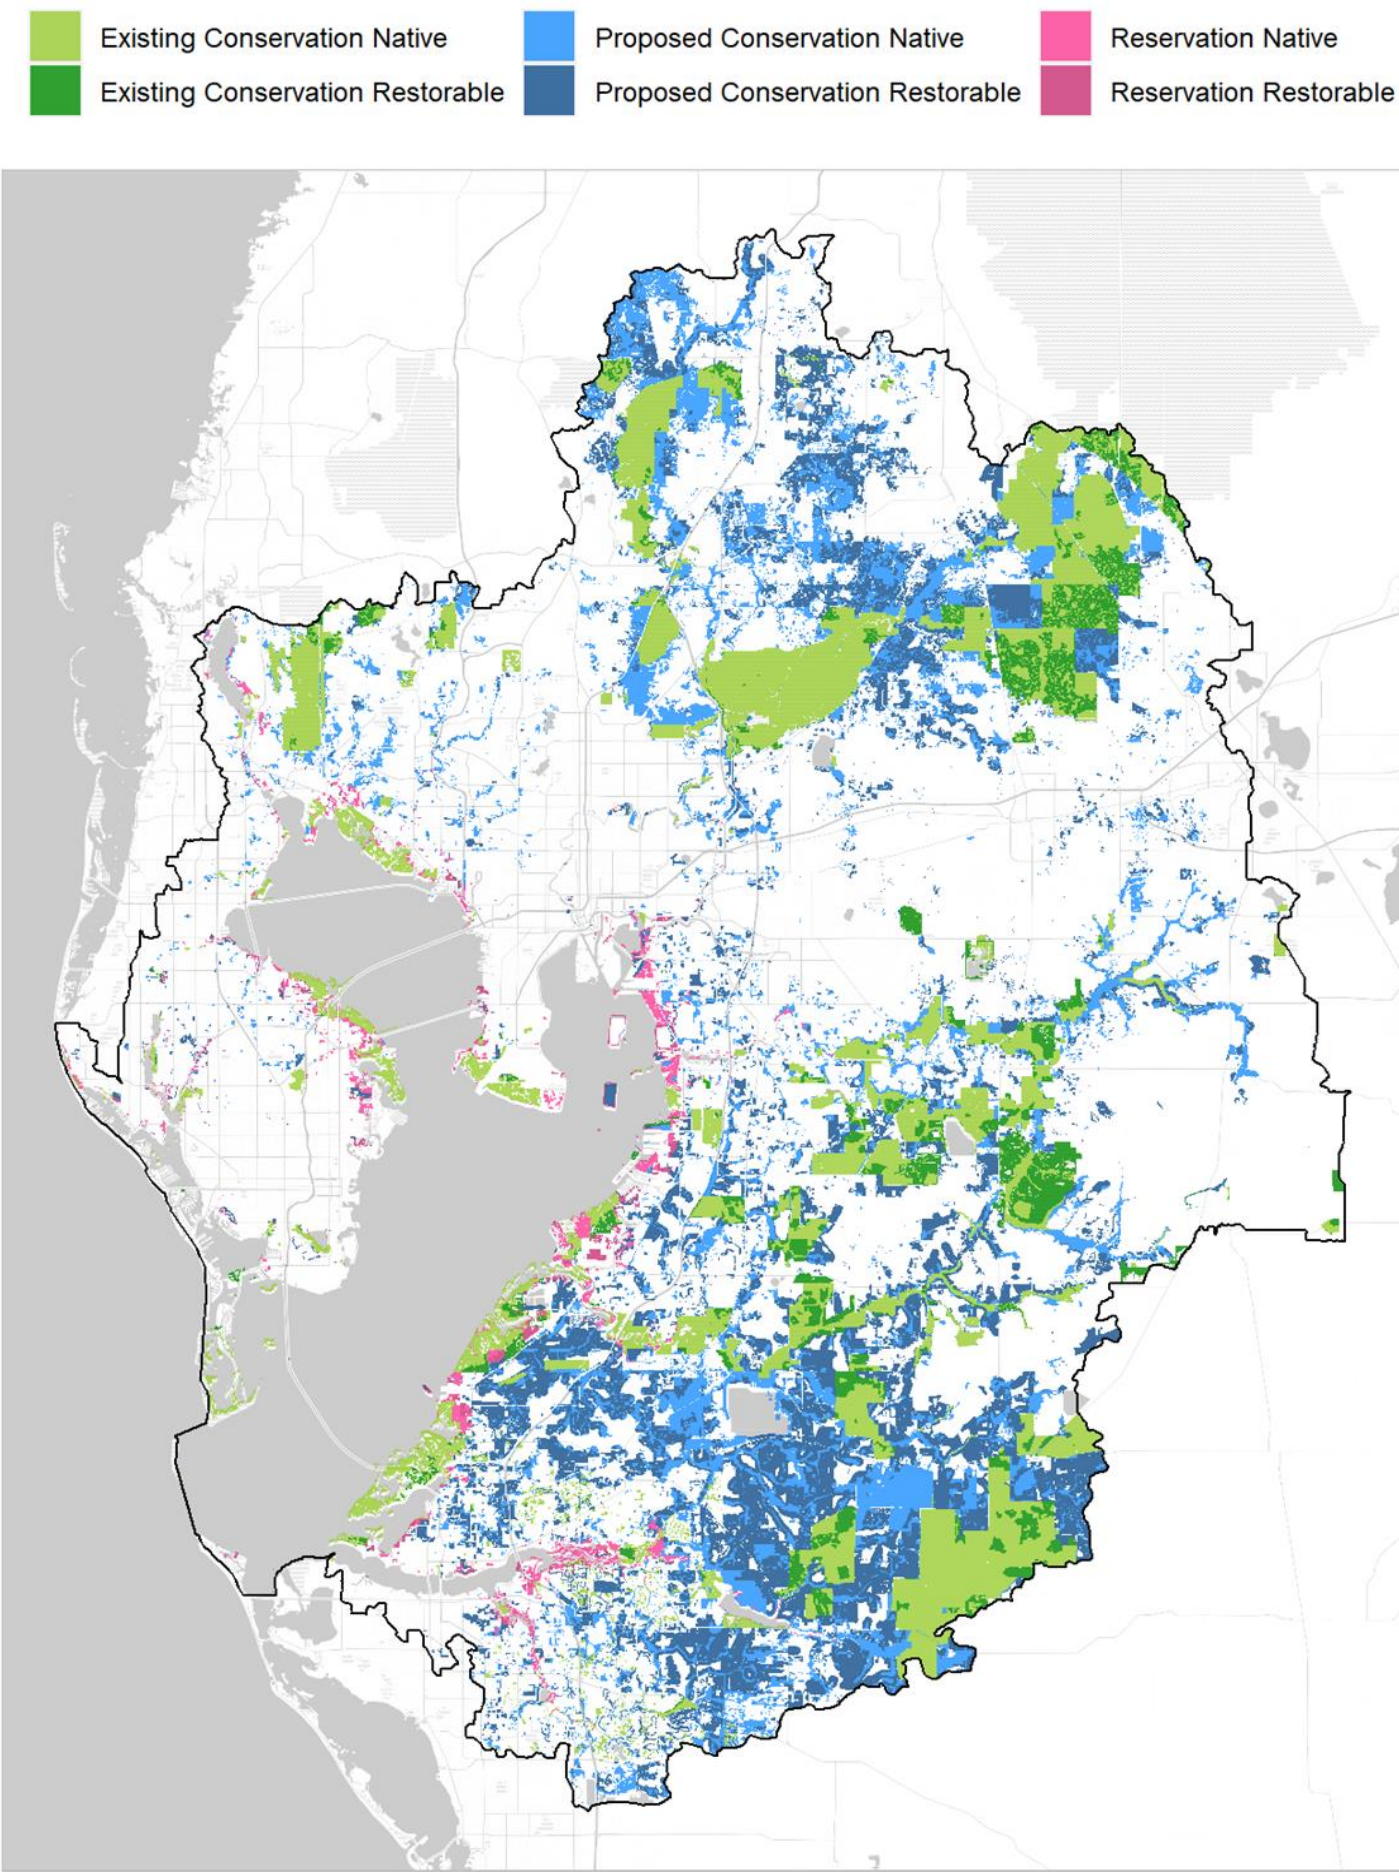 Existing Conservation Native
Proposed Conservation Native
Reservation Native
Existing Conservation Restorable
Proposed Conservation Restorable
Reservation Restorable